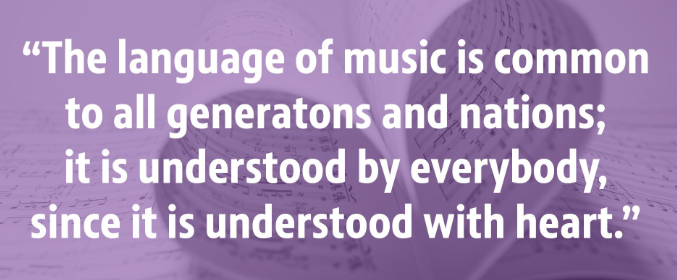 “The language of music is common
to all generatons and nations;
it is understood by everybody,
since it is understood with heart.”